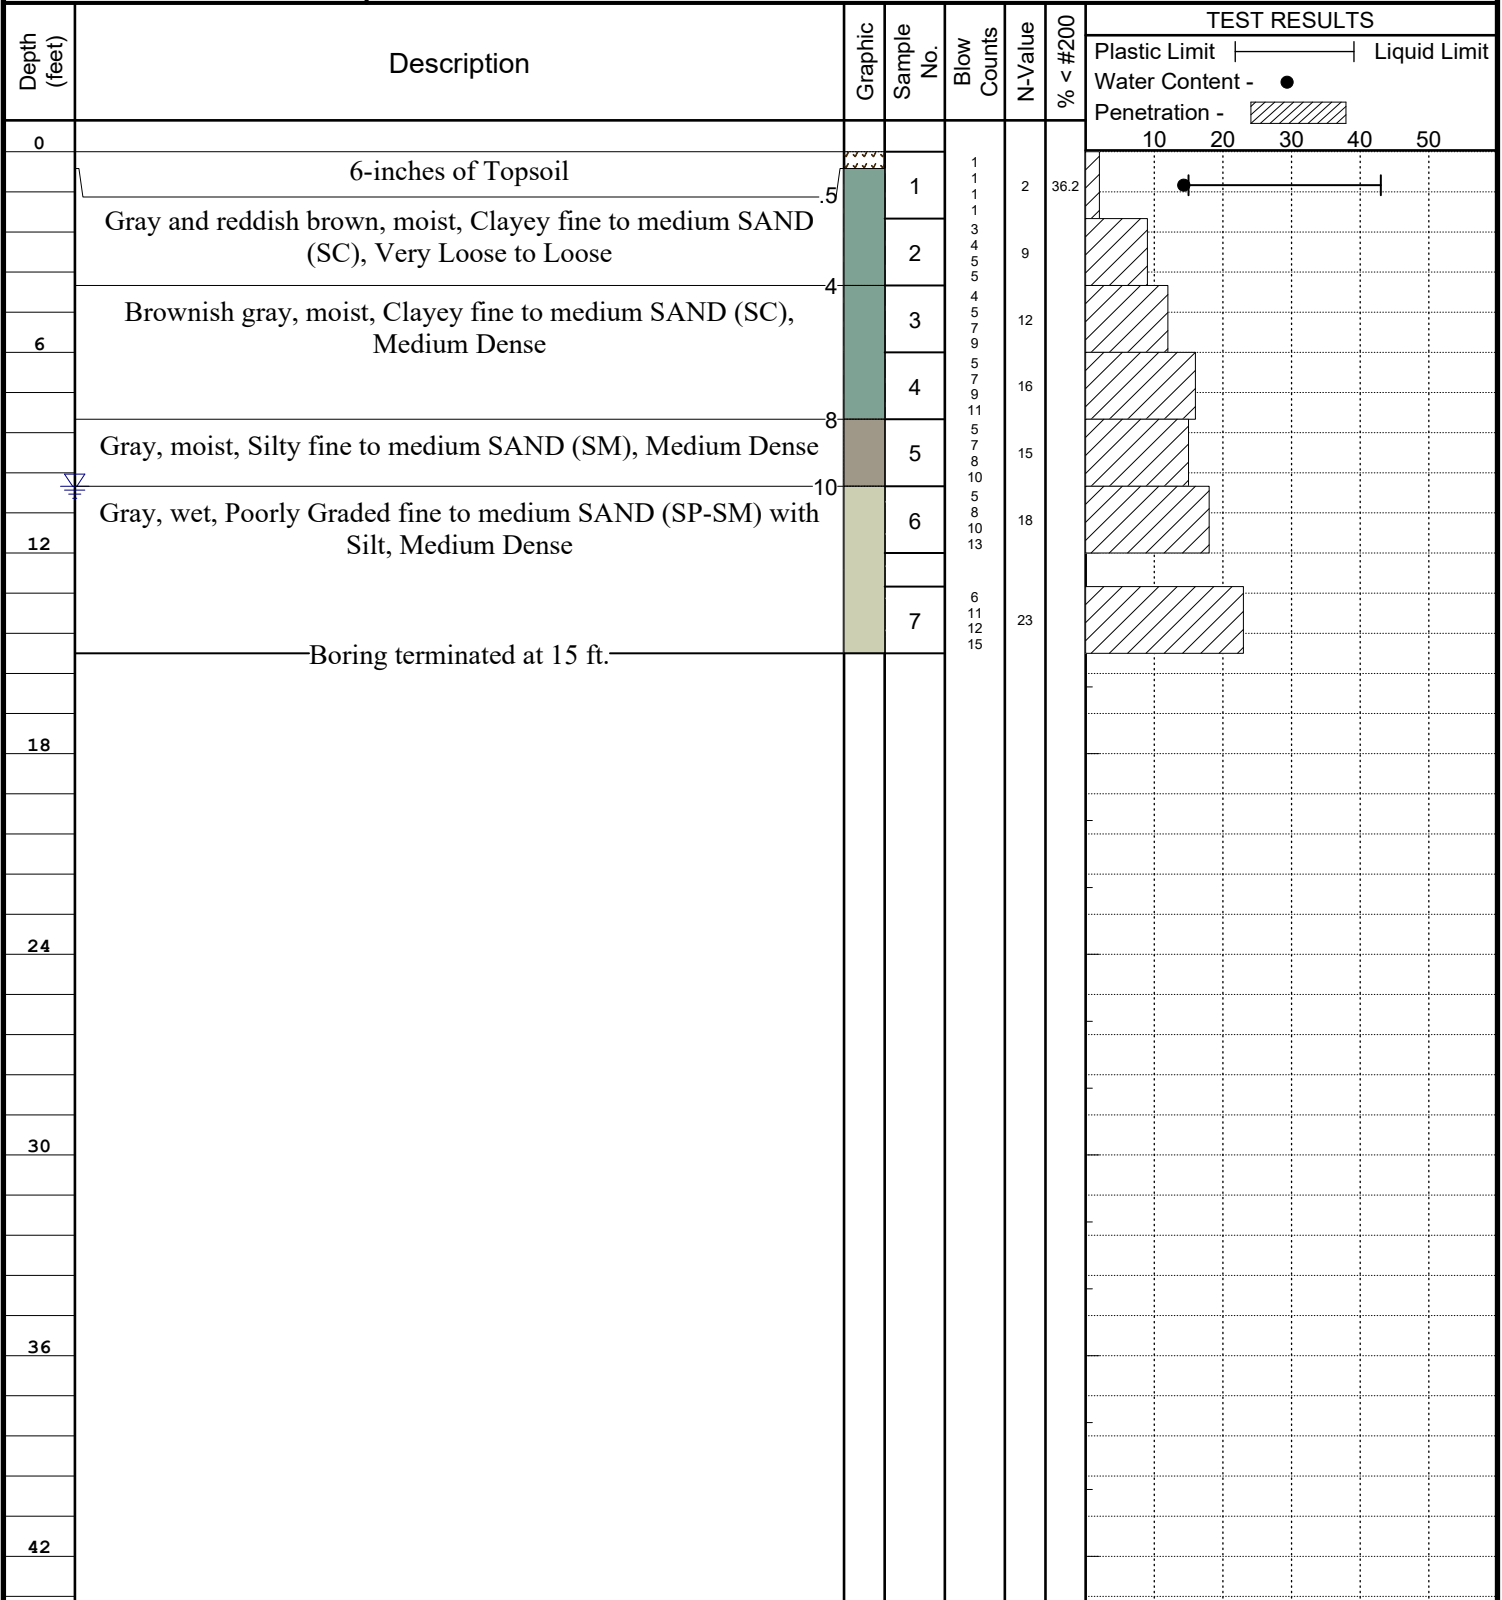 Depth
(feet)
Description
Graphic
Sample
No.
Blow
Counts
N-Value
% < #200
TEST RESULTS
Plastic Limit Liquid Limit
Water Content -
Penetration -
10 20 30 40 50
0
6-inches of Topsoil
.5
1
1
1
1
1
2
36.2
Gray and reddish brown, moist, Clayey fine to medium SAND
(SC), Very Loose to Loose
4
2
3
4
5
5
9
Brownish gray, moist, Clayey fine to medium SAND (SC),
Medium Dense
3
4
5
7
9
12
6
4
5
7
9
11
16
8
Gray, moist, Silty fine to medium SAND (SM), Medium Dense
5
5
7
8
10
15
10
Gray, wet, Poorly Graded fine to medium SAND (SP-SM) with
Silt, Medium Dense
6
5
8
10
13
18
12
7
6
11
12
15
23
Boring terminated at 15 ft.
18
24
30
36
42